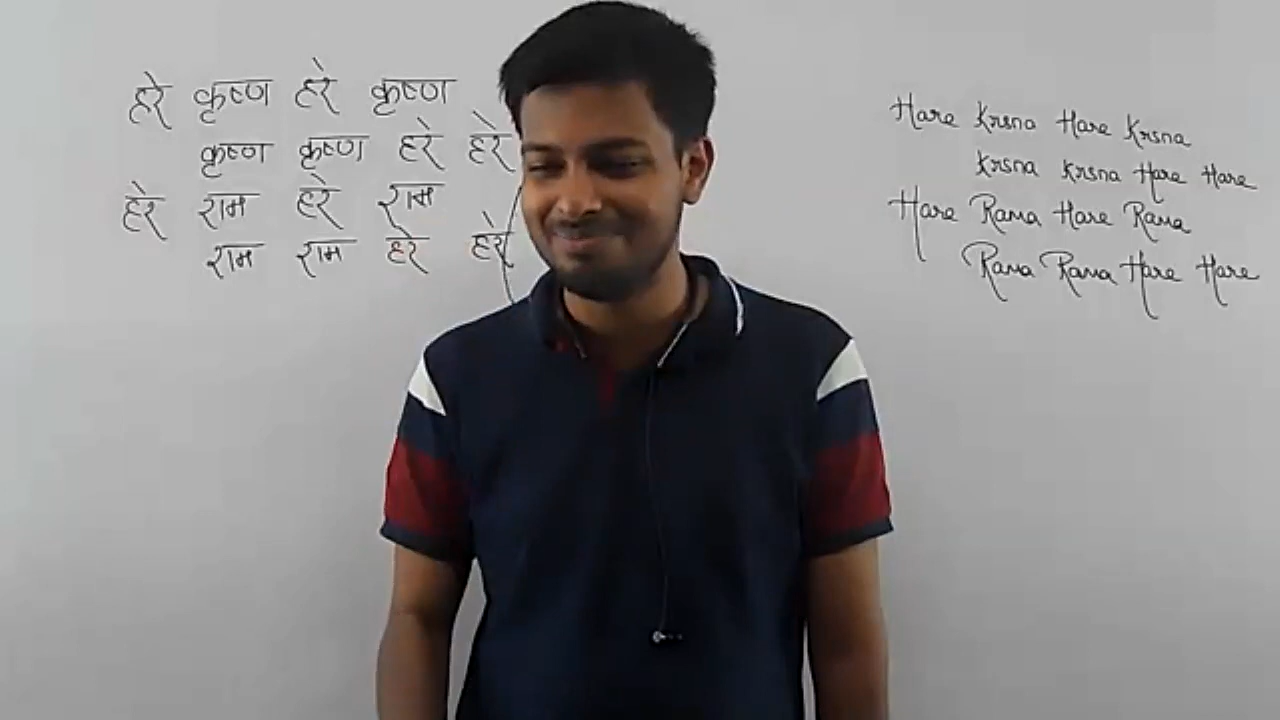 हरे कृष्ण हरे कृष्ण
कृष्ण कृष्ण हरे हरे
हरे राम हरे राम
राम राम हरे हरे
Hare Krsna Hare Krsna
Krsna Krsna Hare Hare
Hare Rama Hare Rama
Rama Rama Hare Hare